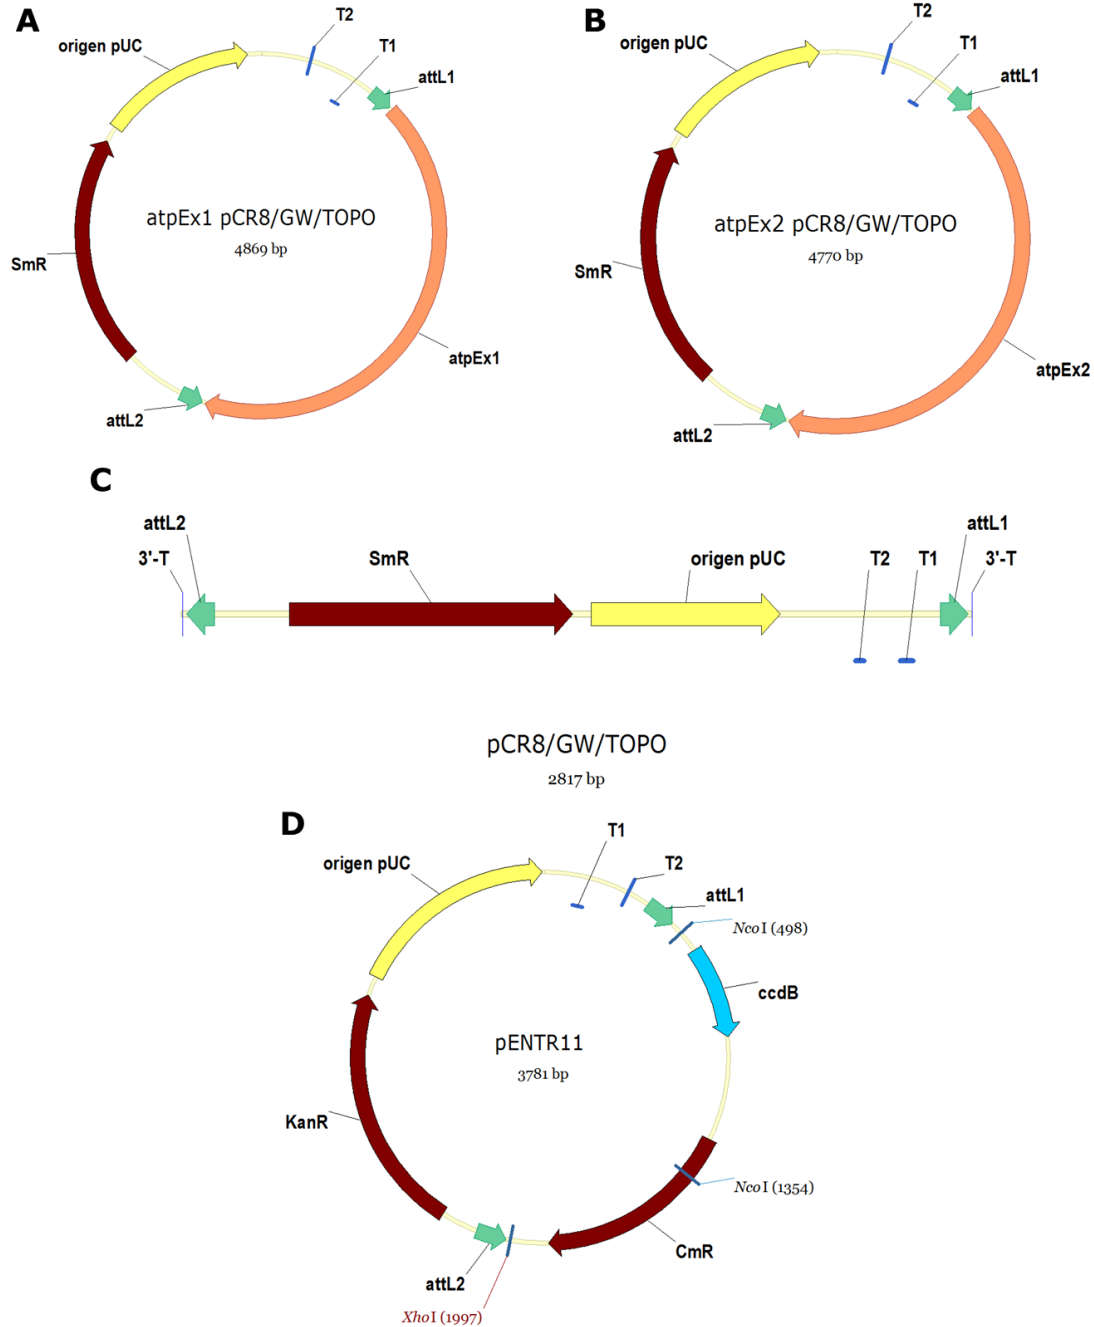 A
T2
origen pUC
T1
attL1
atpEx1 pCR8/GW/TOPO
4869 bp
SmR
atpEx1
attL2
B
T2
origen pUC
T1
attL1
atpEx2 pCR8/GW/TOPO
4770 bp
SmR
atpEx2
attL2
C
attL2
attL1
3'-T
SmR
origen pUC
T2
T1
3'-T
pCR8/GW/TOPO
2817 bp
D
T1
origen pUC
T2
attL1
NcoI (498)
ccdB
pENTR11
3781 bp
KanR
NcoI (1354)
CmR
attL2
XhoI (1997)